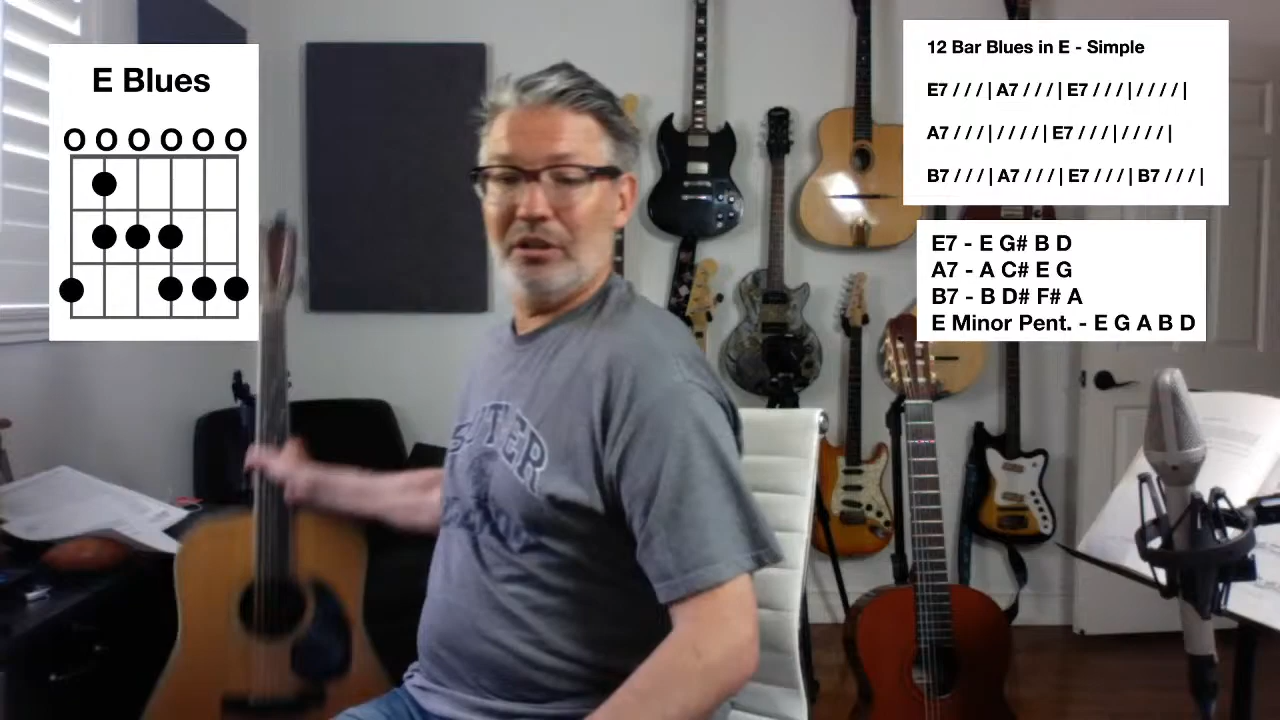 E Blues
O O O O O O
12 Bar Blues in E - Simple
E7 / / / | A7 / / / | E7 / / / | / / / / |
A7 / / / | / / / / | E7 / / / | / / / / |
B7 / / / | A7 / / / | E7 / / / | B7 / / / |
E7 - E G# B D
A7 - A C# E G
B7 - B D# F# A
E Minor Pent. - E G A B D